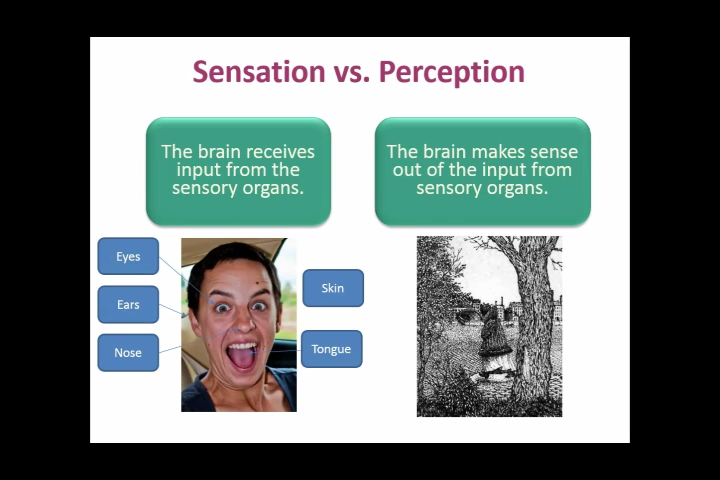 Sensation vs. Perception
The brain receives
input from the
sensory organs.
The brain makes sense
out of the input from
sensory organs.
Eyes
Ears
Nose
Skin
Tongue